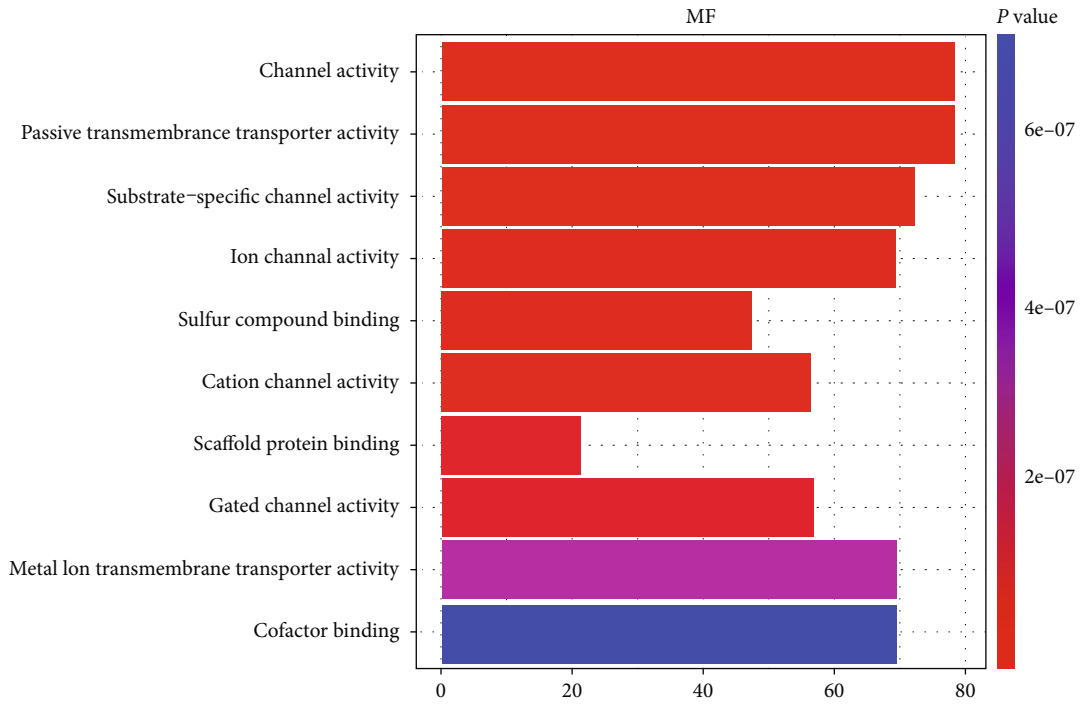 MF
P value
Channel activity
Passive transmembrance transporter activity
Substrate-specific channel activity
Ion channal activity
Sulfur compound binding
Cation channel activity
Scaffold protein binding
Gated channel activity
Metal lon transmembrane transporter activity
Cofactor binding
0 20 40 60 80
6e-07
4e-07
2e-07